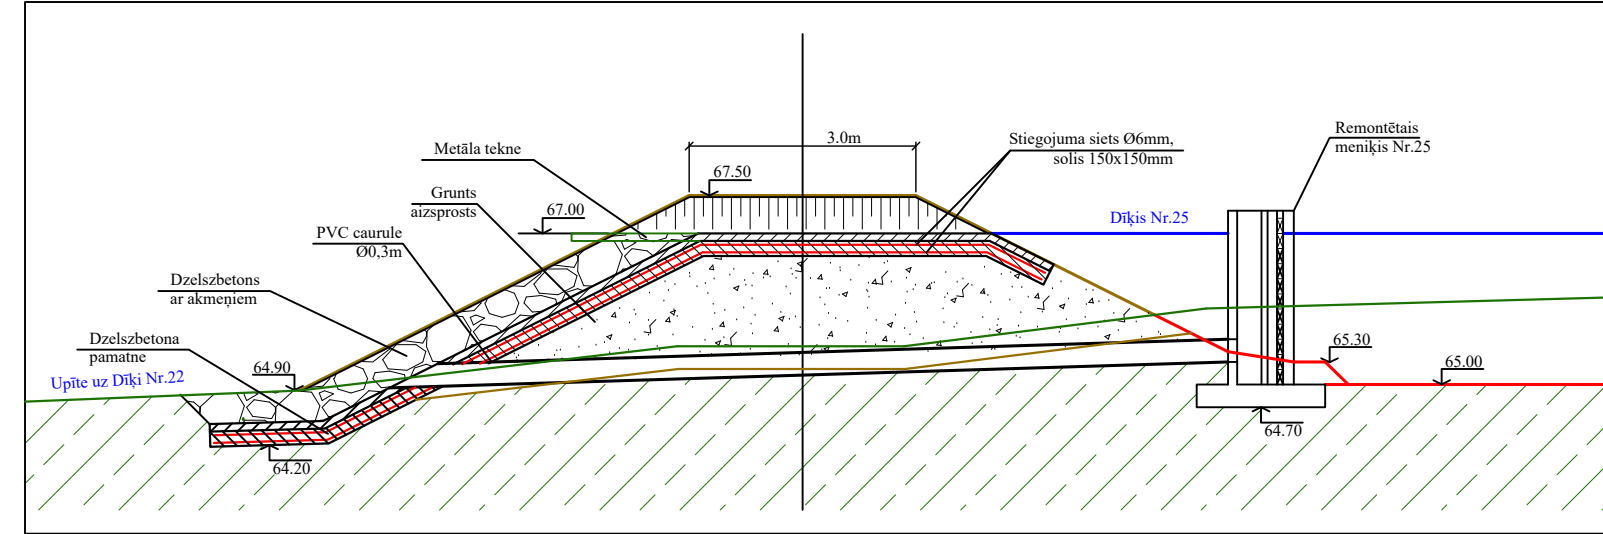 3.0m
Stiegojuma siets Ø6mm,
solis 150x150mm
Remontētais
meniķis Nr.25
Metāla tekne
67.50
Grunts
aizsprosts
67.00
Dīķis Nr.25
PVC caurule
Ø0,3m
Dzelszbetons
ar akmeņiem
Dzelszbetona
pamatne
64.90
65.30
65.00
Upīte uz Dīķi Nr.22
64.70
64.20